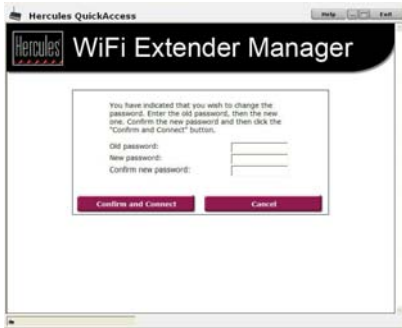 Hercules QuickAccess
Help
Exit
Hercules
WiFi Extender Manager
You have indicated that you wish to change the
password. Enter the old password, then the new
one. Confirm the new password and then click the
"Confirm and Connect" button.
Old password:
New password:
Confirm new password:
Confirm and Connect
Cancel